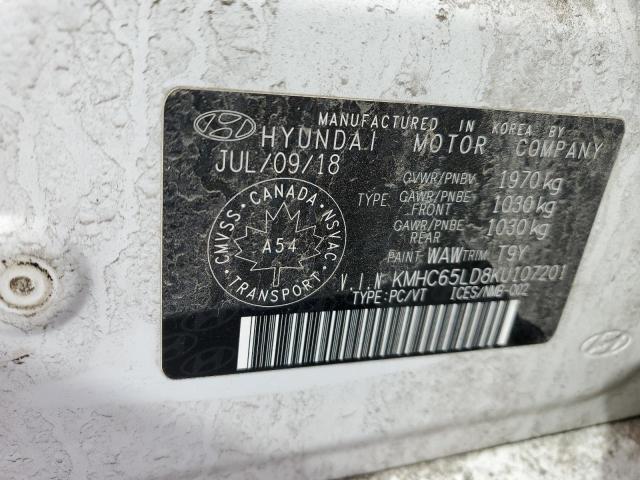 MANUFACTURED IN KOREA BY
HYUNDAI MOTOR COMPANY
JUL/09/18
GVWR/PNBV 1970 kg
TYPE GAWR/PNBE FRONT 1030 kg
GAWR/PNBE REAR 1030 kg
PAINT WAW TRIM T9Y
CMVSS · CANADA · NSVAC
A54
TRANSPORT
V.I.N KMHC65LD8KU107201
TYPE:PC/VT ICES/NMB-002